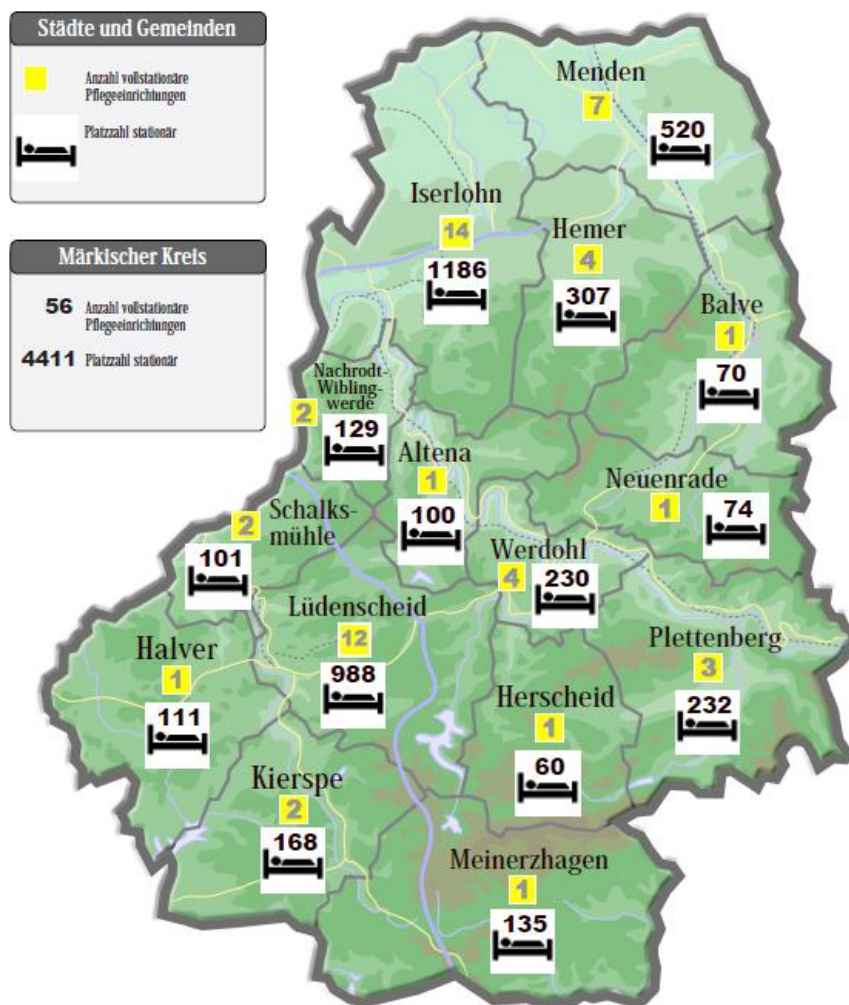 Städte und Gemeinden
Anzahl vollstationäre
Pflegeeinrichtungen
Platzzahl stationär
Märkischer Kreis
56 Anzahl vollstationäre
Pflegeeinrichtungen
4411 Platzzahl stationär
Menden
7
520
Iserlohn
14
1186
Hemer
4
307
Balve
1
70
Nachrodt-
Wibling-
werde
2
129
Altena
1
100
Neuenrade
1
74
Schalks-
mühle
2
101
Werdohl
4
230
Lüdenscheid
12
988
Halver
1
111
Plettenberg
3
232
Herscheid
1
60
Kierspe
2
168
Meinerzhagen
1
135